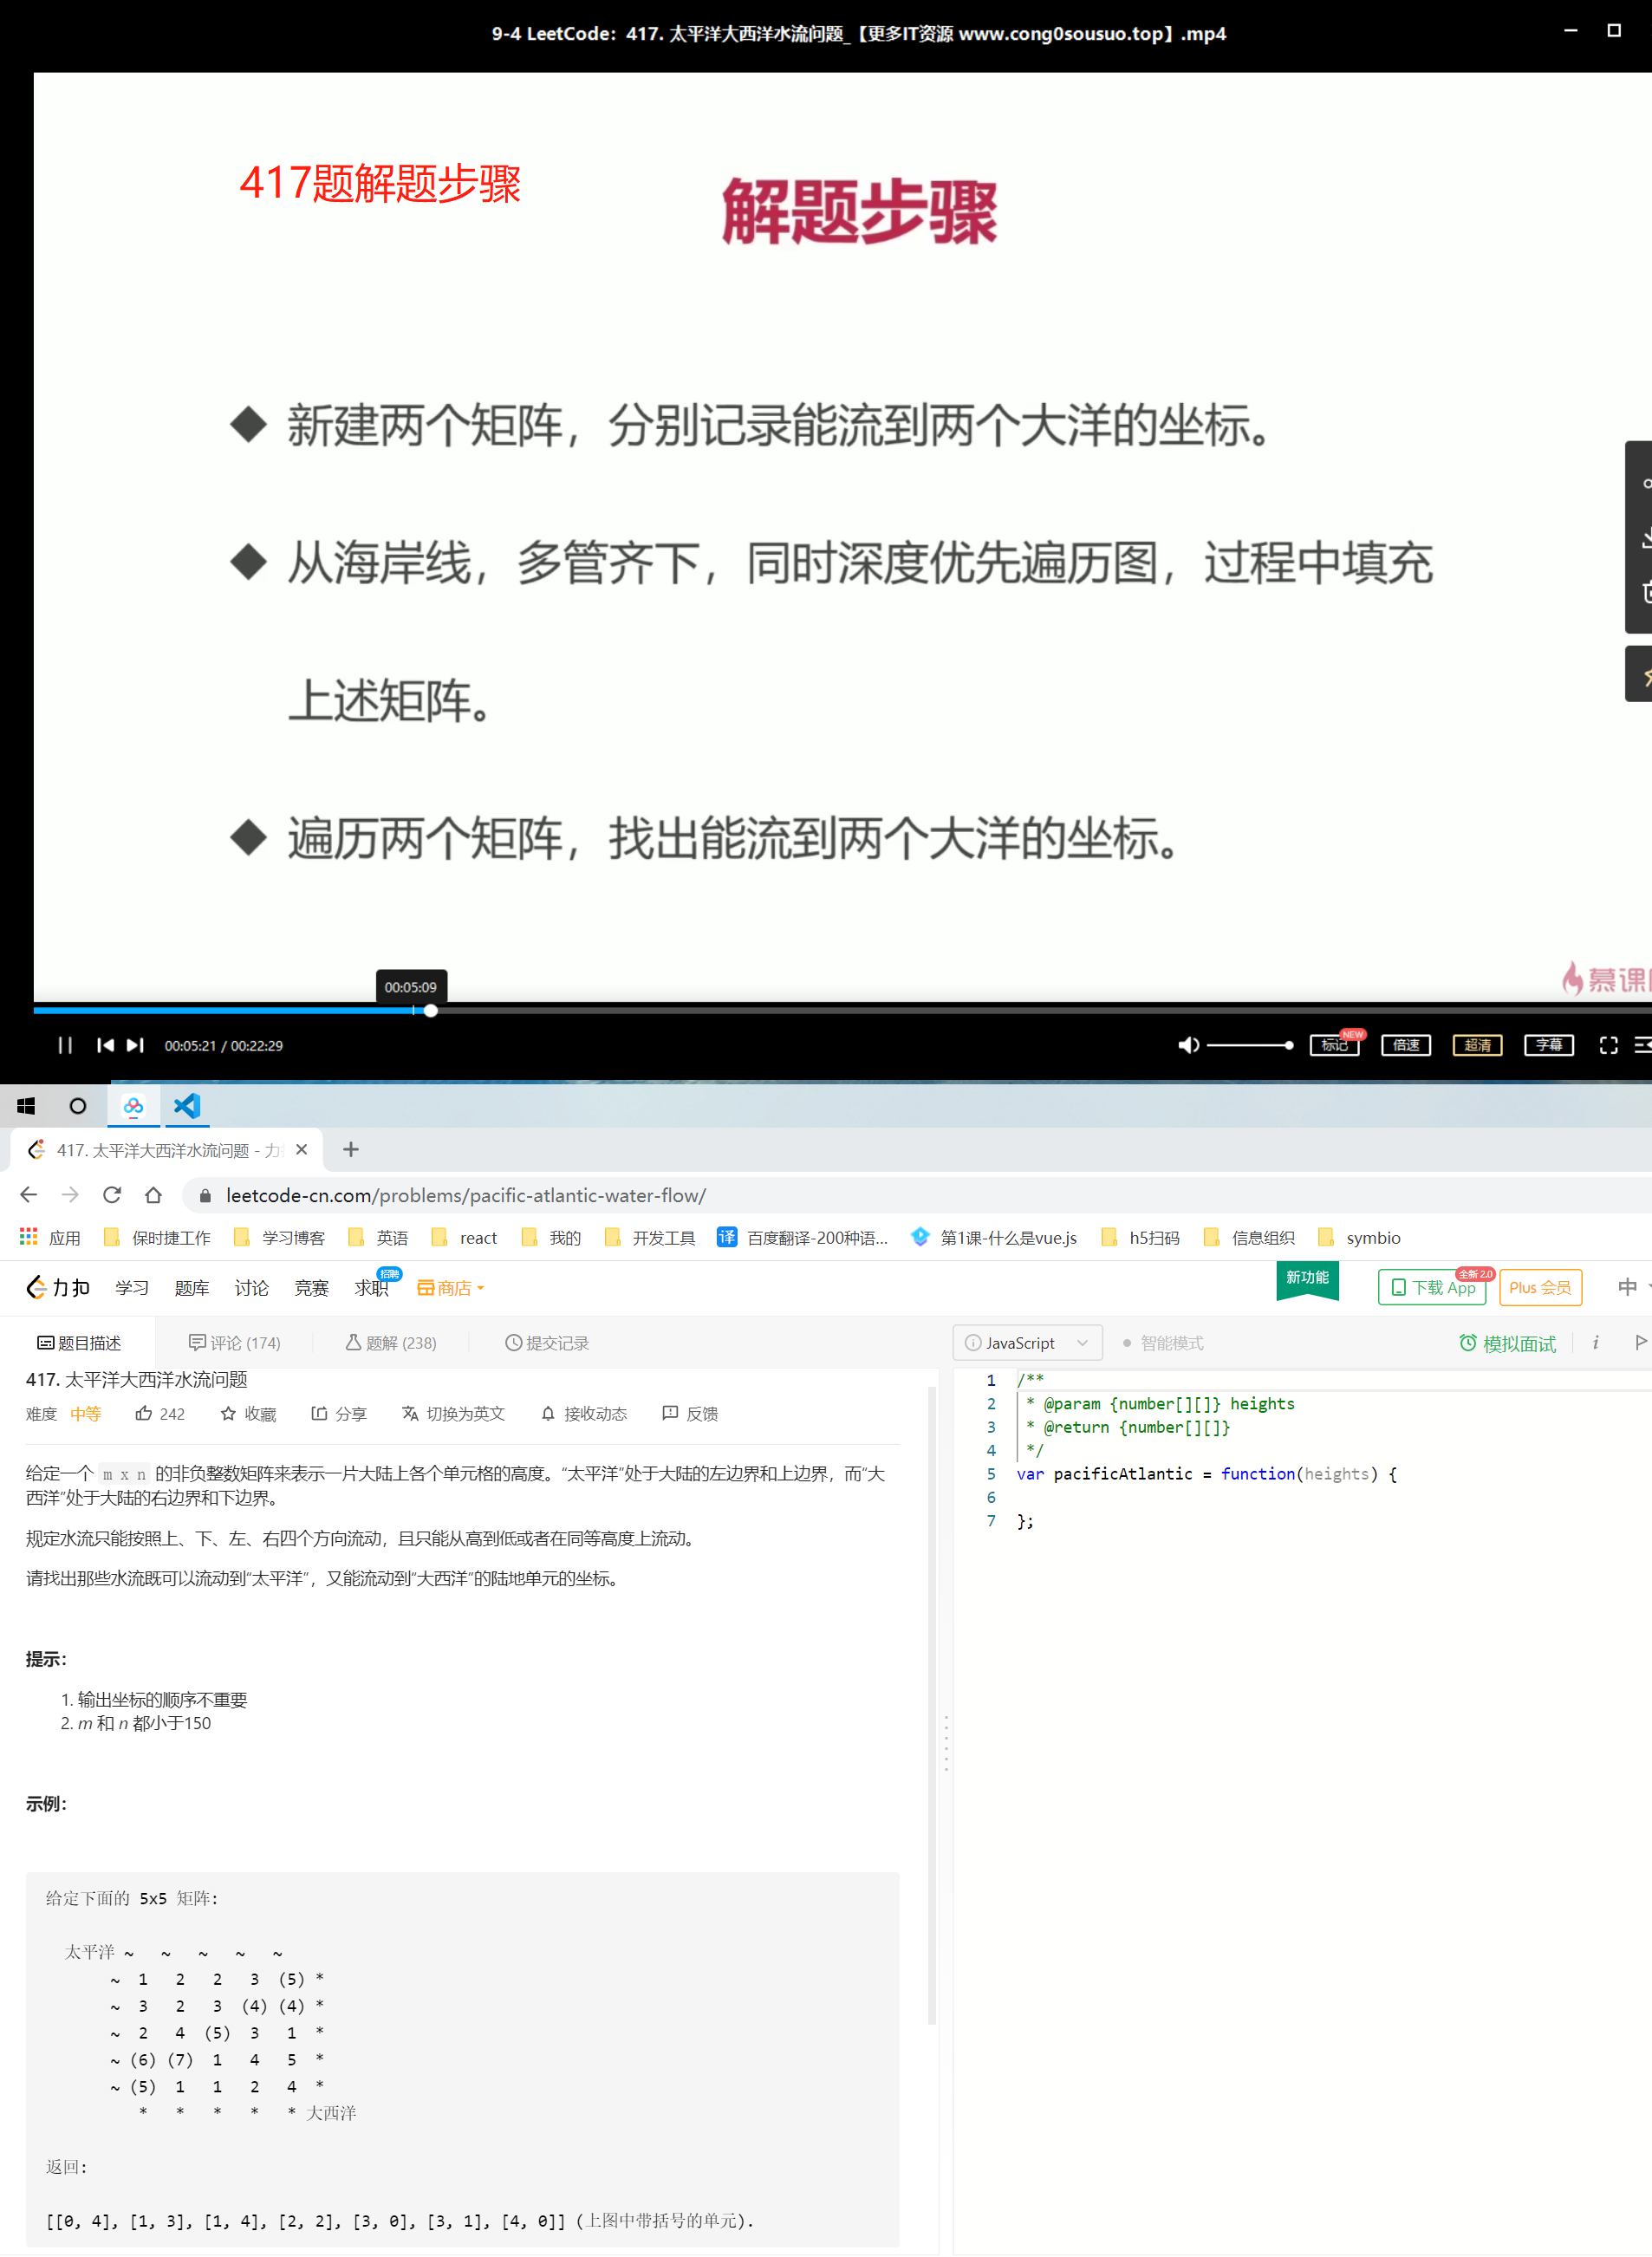 9-4 LeetCode：417. 太平洋大西洋水流问题_【更多IT资源 www.cong0sousuo.top】.mp4
417题解题步骤
解题步骤
◆ 新建两个矩阵，分别记录能流到两个大洋的坐标。
◆ 从海岸线，多管齐下，同时深度优先遍历图，过程中填充
上述矩阵。
◆ 遍历两个矩阵，找出能流到两个大洋的坐标。
慕课
00:05:09
00:05:21 / 00:22:29
标记 NEW 倍速 超清 字幕
417. 太平洋大西洋水流问题 - 力
leetcode-cn.com/problems/pacific-atlantic-water-flow/
应用 保时捷工作 学习博客 英语 react 我的 开发工具 译 百度翻译-200种语... 第1课-什么是vue.js h5扫码 信息组织 symbio
力扣 学习 题库 讨论 竞赛 求职 招聘 商店 新功能 下载 App 全新 2.0 Plus 会员 中
题目描述 评论 (174) 题解 (238) 提交记录 JavaScript 智能模式 模拟面试 i
417. 太平洋大西洋水流问题
难度 中等 242 收藏 分享 切换为英文 接收动态 反馈
给定一个 m x n 的非负整数矩阵来表示一片大陆上各个单元格的高度。“太平洋”处于大陆的左边界和上边界，而“大
西洋”处于大陆的右边界和下边界。
规定水流只能按照上、下、左、右四个方向流动，且只能从高到低或者在同等高度上流动。
请找出那些水流既可以流动到“太平洋”，又能流动到“大西洋”的陆地单元的坐标。
提示：
1. 输出坐标的顺序不重要
2. m 和 n 都小于150
示例：
给定下面的 5x5 矩阵:
太平洋 ~ ~ ~ ~ ~
~ 1 2 2 3 (5) *
~ 3 2 3 (4) (4) *
~ 2 4 (5) 3 1 *
~ (6) (7) 1 4 5 *
~ (5) 1 1 2 4 *
* * * * * 大西洋
返回:
[[0, 4], [1, 3], [1, 4], [2, 2], [3, 0], [3, 1], [4, 0]] (上图中带括号的单元).
1 /**
2 * @param {number[][]} heights
3 * @return {number[][]}
4 */
5 var pacificAtlantic = function(heights) {
6
7 };